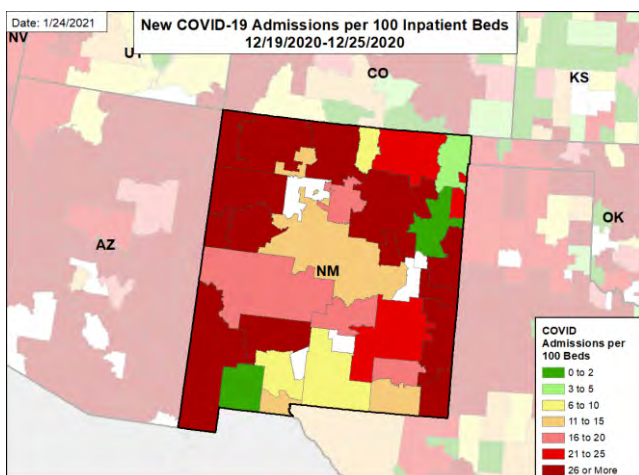 Date: 1/24/2021
New COVID-19 Admissions per 100 Inpatient Beds
12/19/2020-12/25/2020
NV
UT
CO
KS
AZ
NM
OK
COVID
Admissions per
100 Beds
0 to 2
3 to 5
6 to 10
11 to 15
16 to 20
21 to 25
26 or More